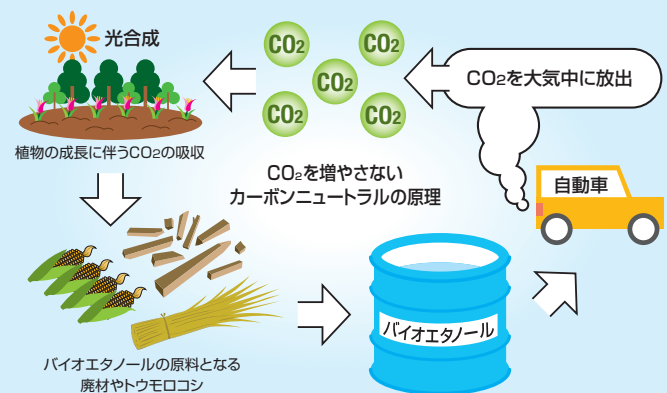 光合成
植物の成長に伴うCO2の吸収
CO2
CO2
CO2
CO2
CO2
CO2を大気中に放出
CO2を増やさない
カーボンニュートラルの原理
自動車
バイオエタノール
バイオエタノールの原料となる
廃材やトウモロコシ